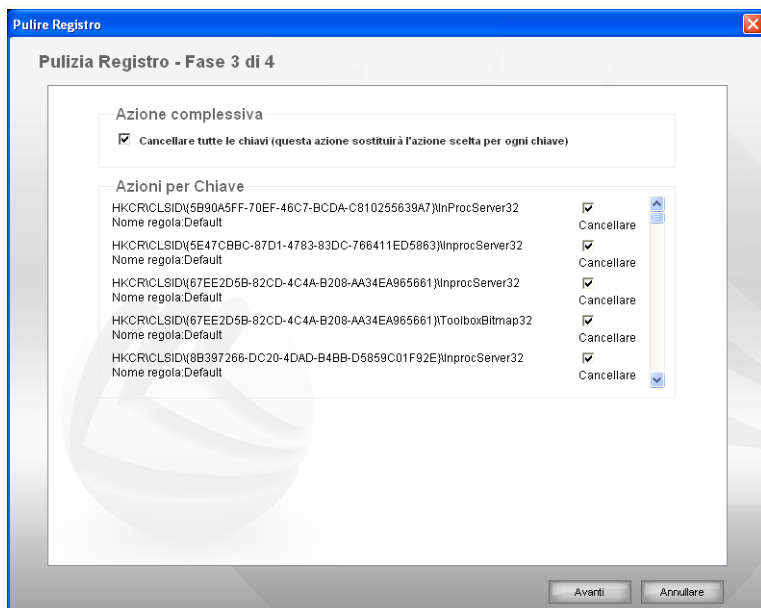 Pulire Registro
Pulizia Registro - Fase 3 di 4
Azione complessiva
Cancellare tutte le chiavi (questa azione sostituirà l'azione scelta per ogni chiave)
Azioni per Chiave
HKCR\CLSID\{5B90A5FF-70EF-46C7-BCDA-C810255639A7}\InProcServer32
Nome regola:Default
Cancellare
HKCR\CLSID\{5E47CBBC-87D1-4783-83DC-766411ED5863}\InprocServer32
Nome regola:Default
Cancellare
HKCR\CLSID\{67EE2D5B-82CD-4C4A-B208-AA34EA965661}\InprocServer32
Nome regola:Default
Cancellare
HKCR\CLSID\{67EE2D5B-82CD-4C4A-B208-AA34EA965661}\ToolboxBitmap32
Nome regola:Default
Cancellare
HKCR\CLSID\{8B397266-DC20-4DAD-B4BB-D5859C01F92E}\InprocServer32
Nome regola:Default
Cancellare
Avanti
Annullare